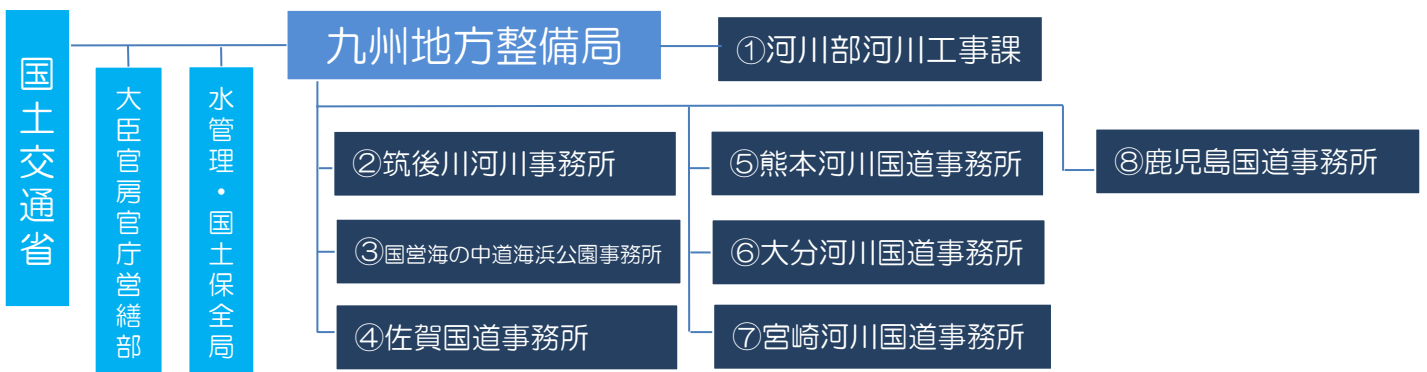 国土交通省
大臣官房官庁営繕部
水管理・国土保全局
九州地方整備局
①河川部河川工事課
②筑後川河川事務所
③国営海の中道海浜公園事務所
④佐賀国道事務所
⑤熊本河川国道事務所
⑥大分河川国道事務所
⑦宮崎河川国道事務所
⑧鹿児島国道事務所